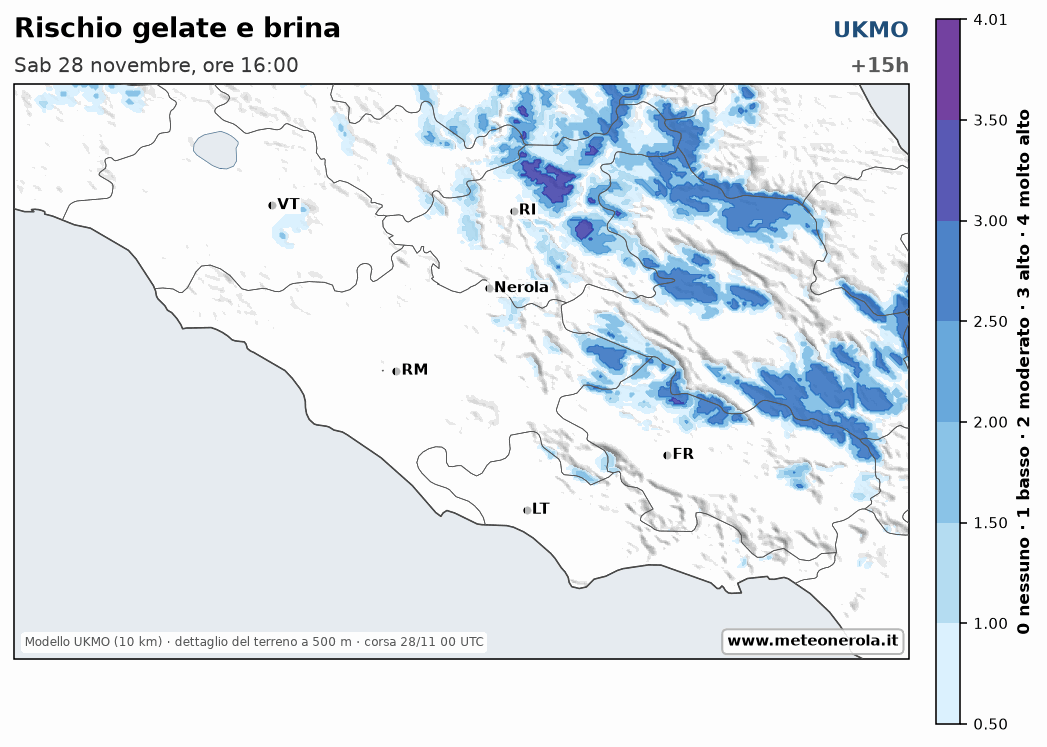 Rischio gelate e brina
UKMO
Sab 28 novembre, ore 16:00
+15h
4.01
3.50
3.00
2.50
2.00
1.50
1.00
0.50
0 nessuno · 1 basso · 2 moderato · 3 alto · 4 molto alto
VT
RI
Nerola
RM
FR
LT
Modello UKMO (10 km) · dettaglio del terreno a 500 m · corsa 28/11 00 UTC
www.meteonerola.it